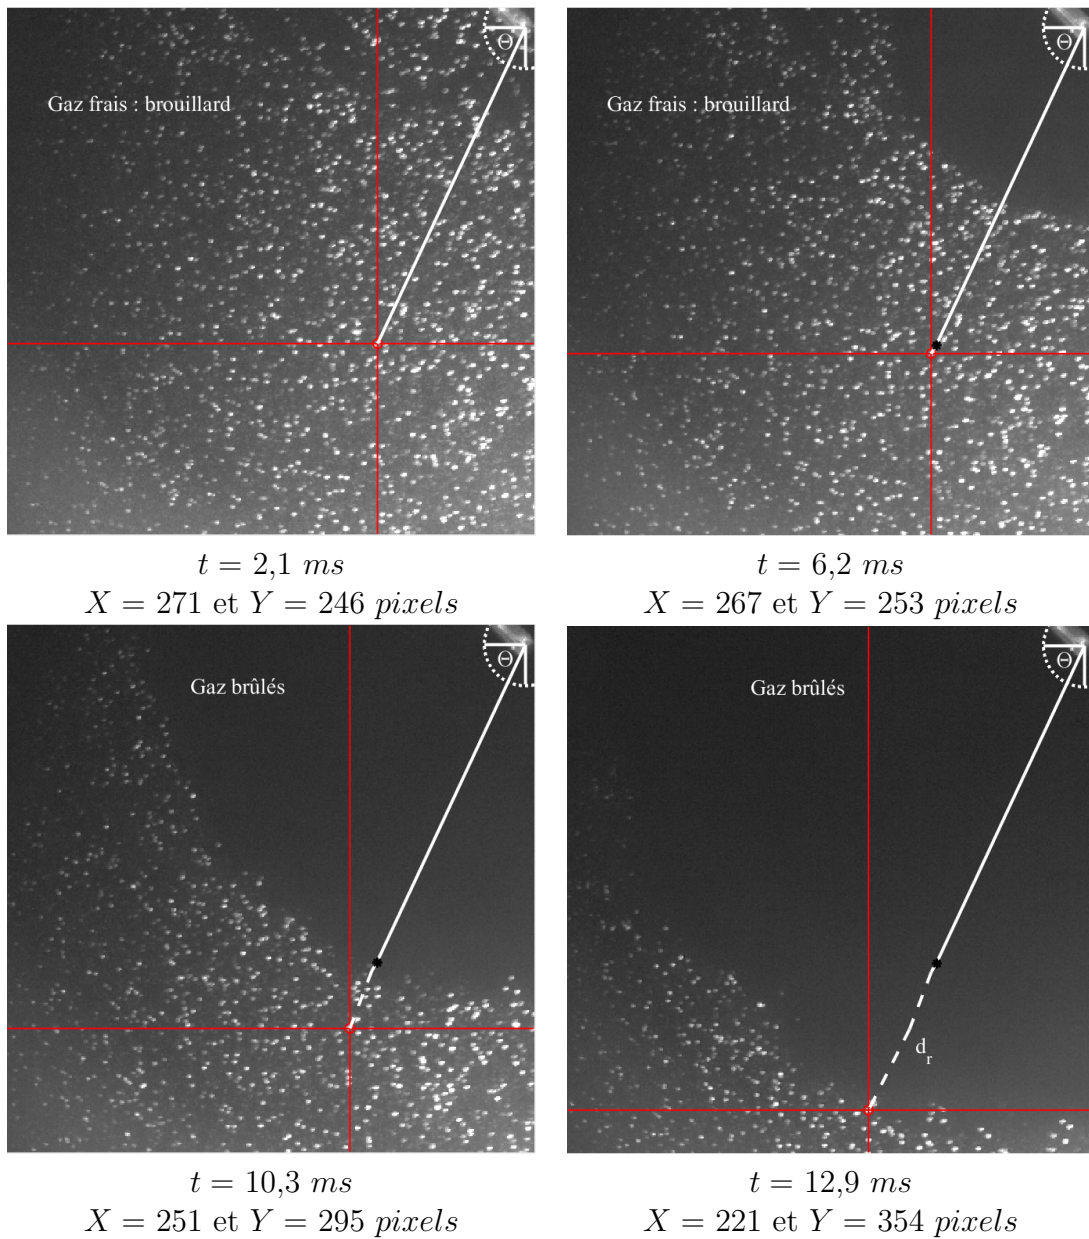 Θ
Gaz frais : brouillard
Θ
Gaz frais : brouillard
t = 2,1 ms
X = 271 et Y = 246 pixels
t = 6,2 ms
X = 267 et Y = 253 pixels
Θ
Gaz brûlés
Θ
Gaz brûlés
d_r
t = 10,3 ms
X = 251 et Y = 295 pixels
t = 12,9 ms
X = 221 et Y = 354 pixels